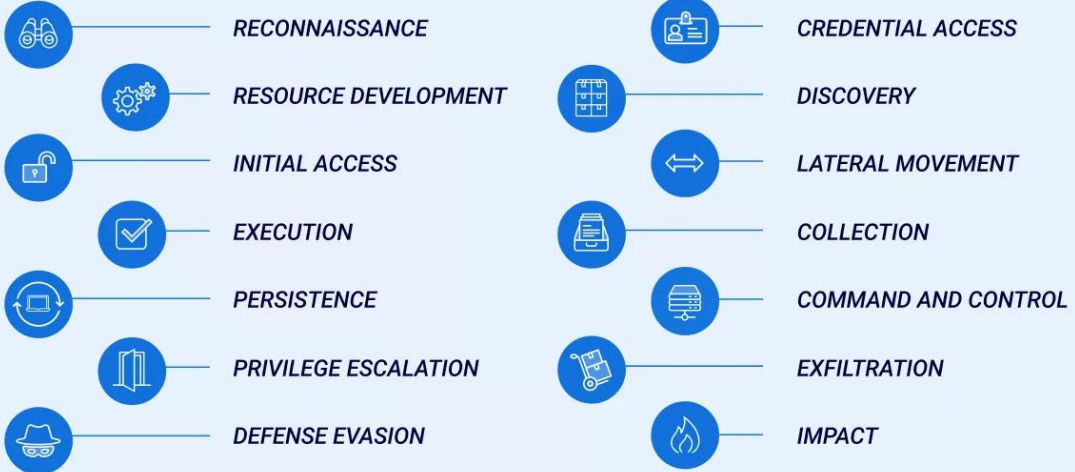 RECONNAISSANCE
RESOURCE DEVELOPMENT
INITIAL ACCESS
EXECUTION
PERSISTENCE
PRIVILEGE ESCALATION
DEFENSE EVASION
CREDENTIAL ACCESS
DISCOVERY
LATERAL MOVEMENT
COLLECTION
COMMAND AND CONTROL
EXFILTRATION
IMPACT